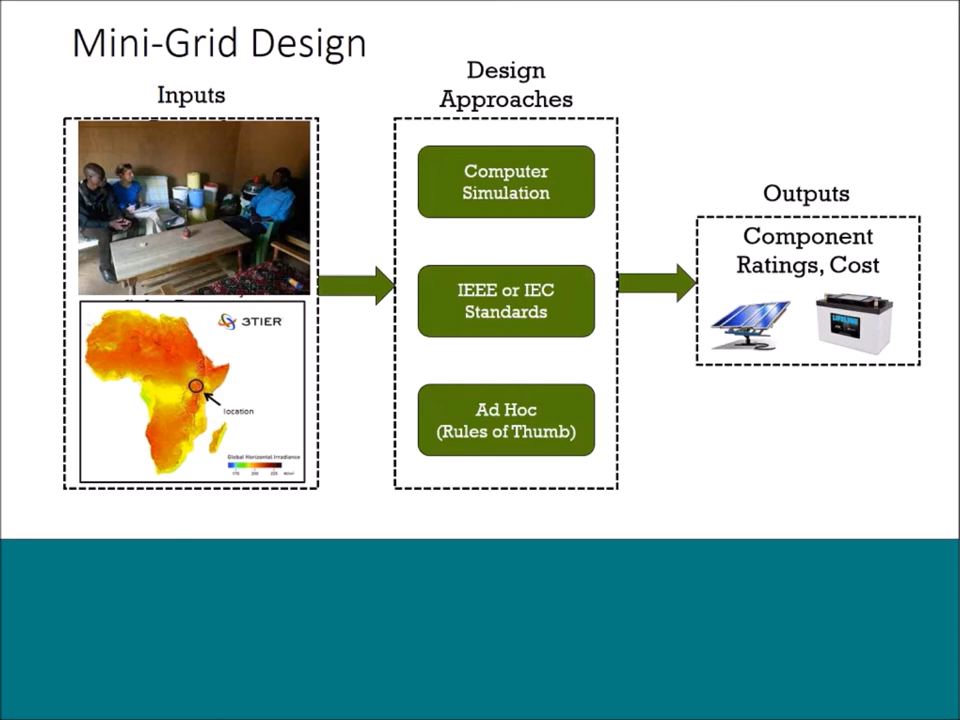 Mini-Grid Design
Inputs
Design
Approaches
Outputs
Computer
Simulation
IEEE or IEC
Standards
Ad Hoc
(Rules of Thumb)
Component
Ratings, Cost
3TIER
location
Global Horizontal Irradiance